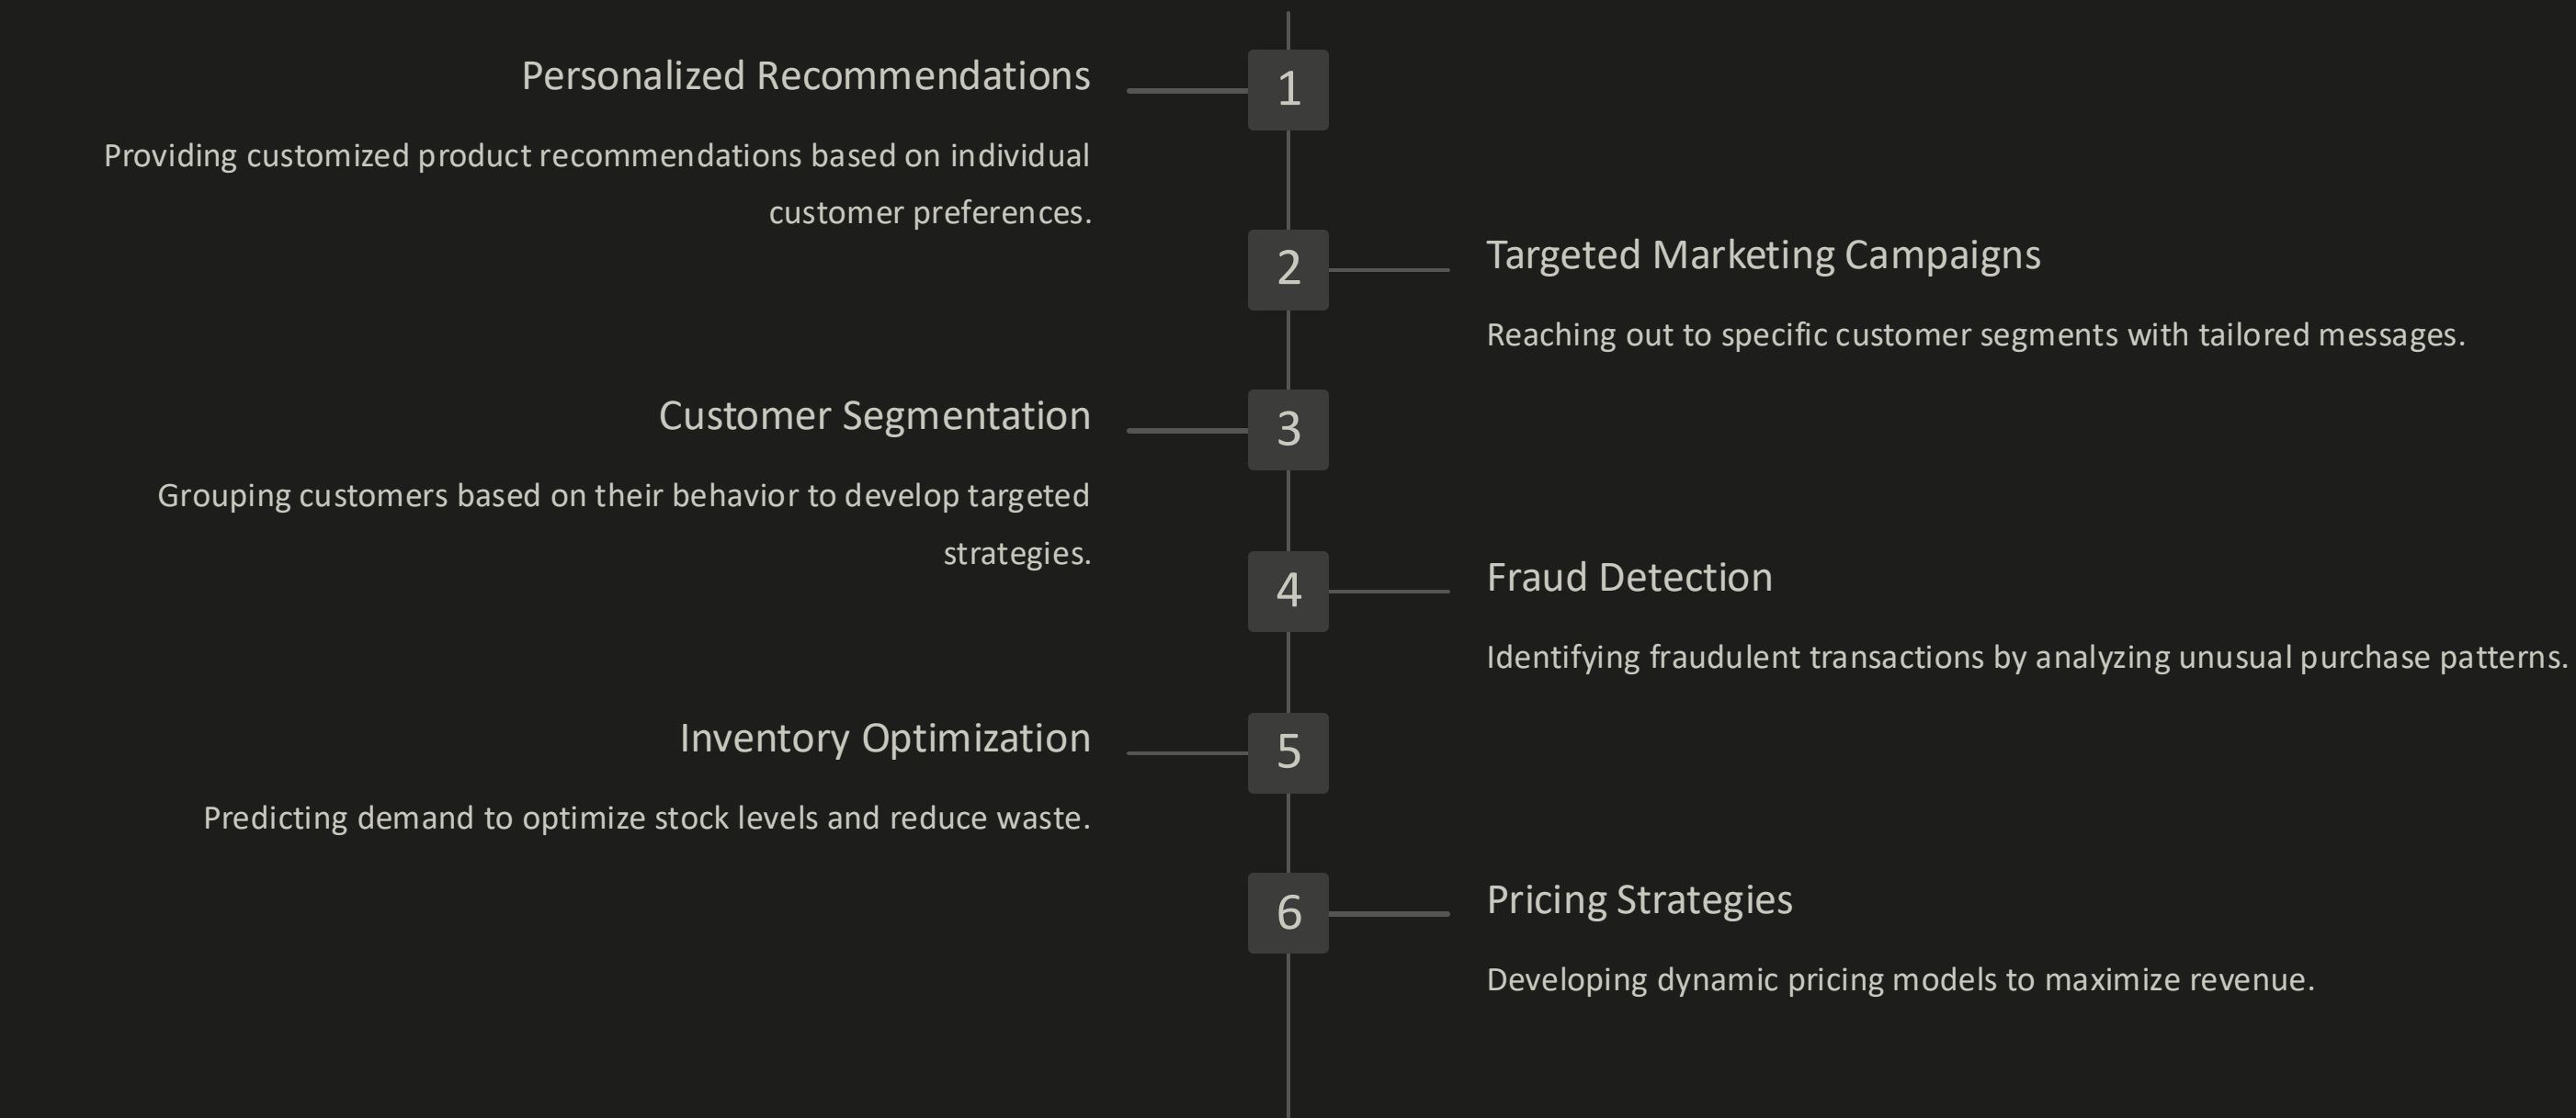 1
Personalized Recommendations
Providing customized product recommendations based on individual
customer preferences.
2
Targeted Marketing Campaigns
Reaching out to specific customer segments with tailored messages.
3
Customer Segmentation
Grouping customers based on their behavior to develop targeted
strategies.
4
Fraud Detection
Identifying fraudulent transactions by analyzing unusual purchase patterns.
5
Inventory Optimization
Predicting demand to optimize stock levels and reduce waste.
6
Pricing Strategies
Developing dynamic pricing models to maximize revenue.